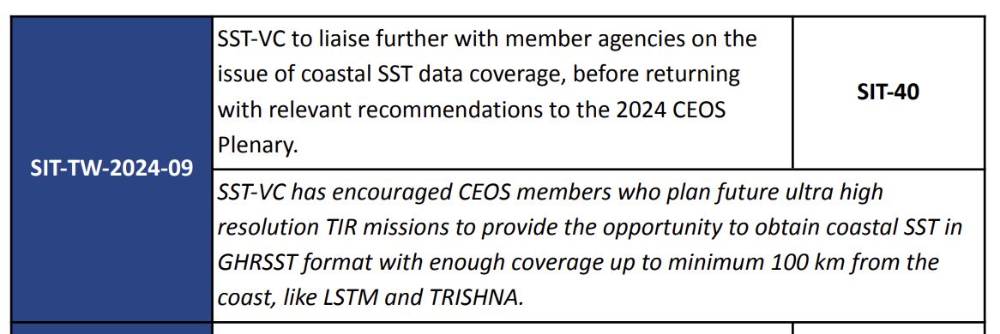 SIT-TW-2024-09
SST-VC to liaise further with member agencies on the
issue of coastal SST data coverage, before returning
with relevant recommendations to the 2024 CEOS
Plenary.
SIT-40
SST-VC has encouraged CEOS members who plan future ultra high
resolution TIR missions to provide the opportunity to obtain coastal SST in
GHRSST format with enough coverage up to minimum 100 km from the
coast, like LSTM and TRISHNA.